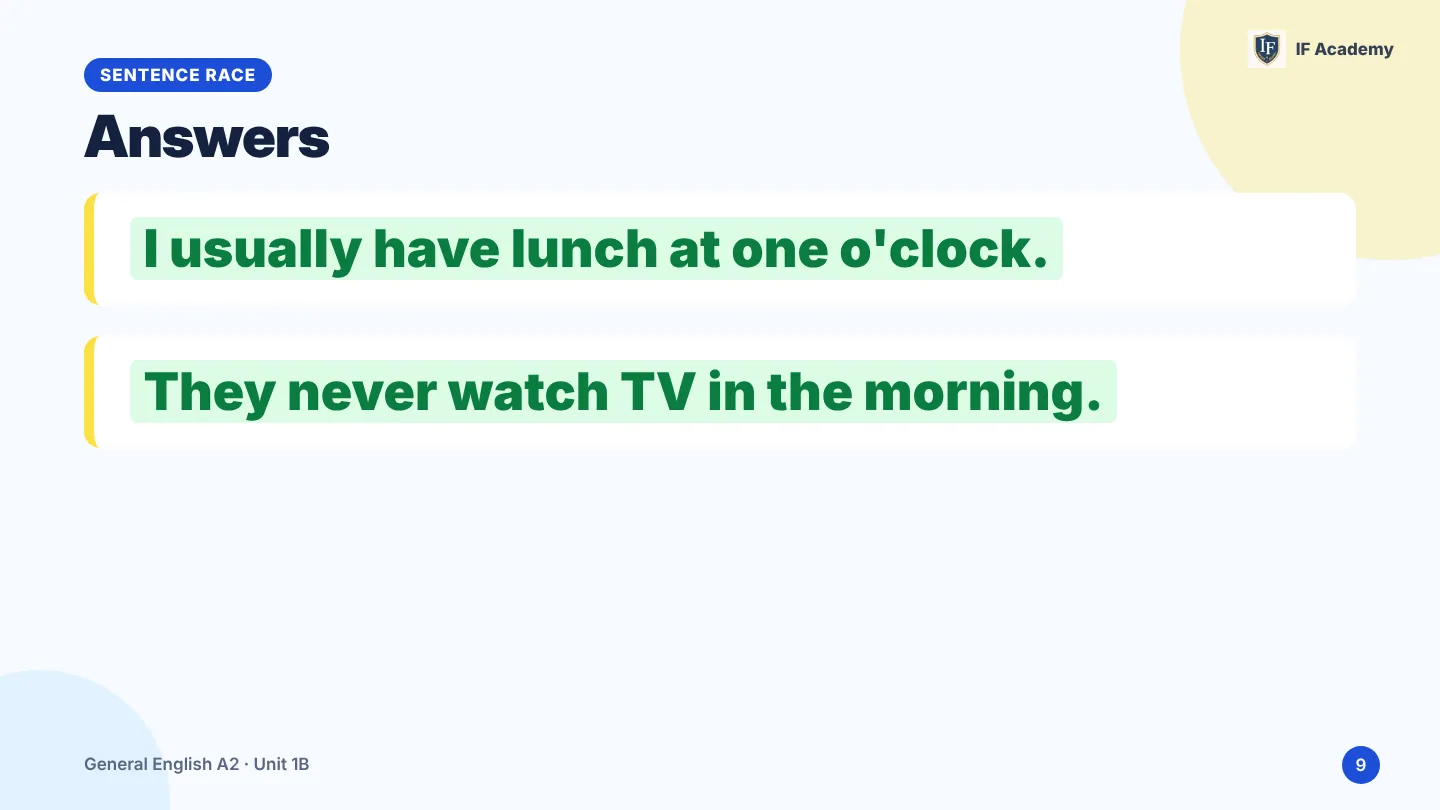 IF Academy
SENTENCE RACE
Answers
I usually have lunch at one o'clock.
They never watch TV in the morning.
General English A2 · Unit 1B
9